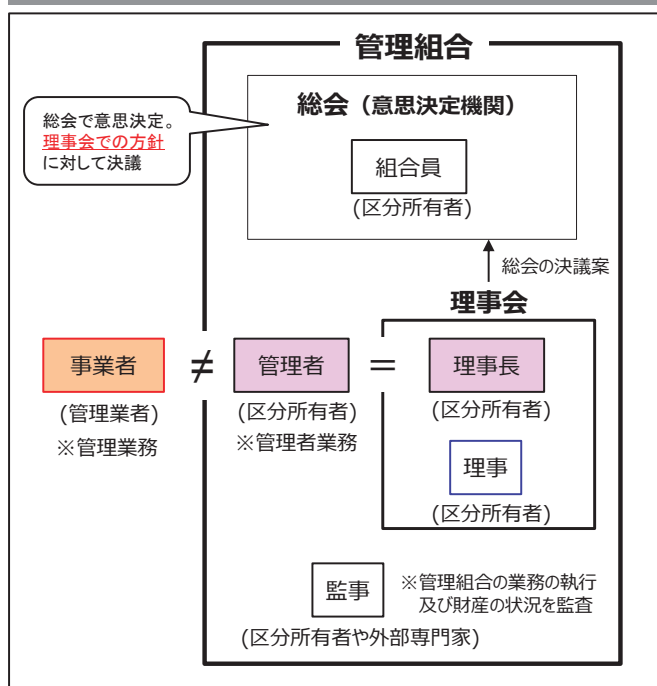 管理組合
総会（意思決定機関）
総会で意思決定。
理事会での方針
に対して決議
組合員
(区分所有者)
総会の決議案
理事会
事業者
≠
管理者
＝
理事長
(管理業者)
(区分所有者)
(区分所有者)
※管理業務
※管理者業務
理事
(区分所有者)
監事
※管理組合の業務の執行
及び財産の状況を監査
(区分所有者や外部専門家)